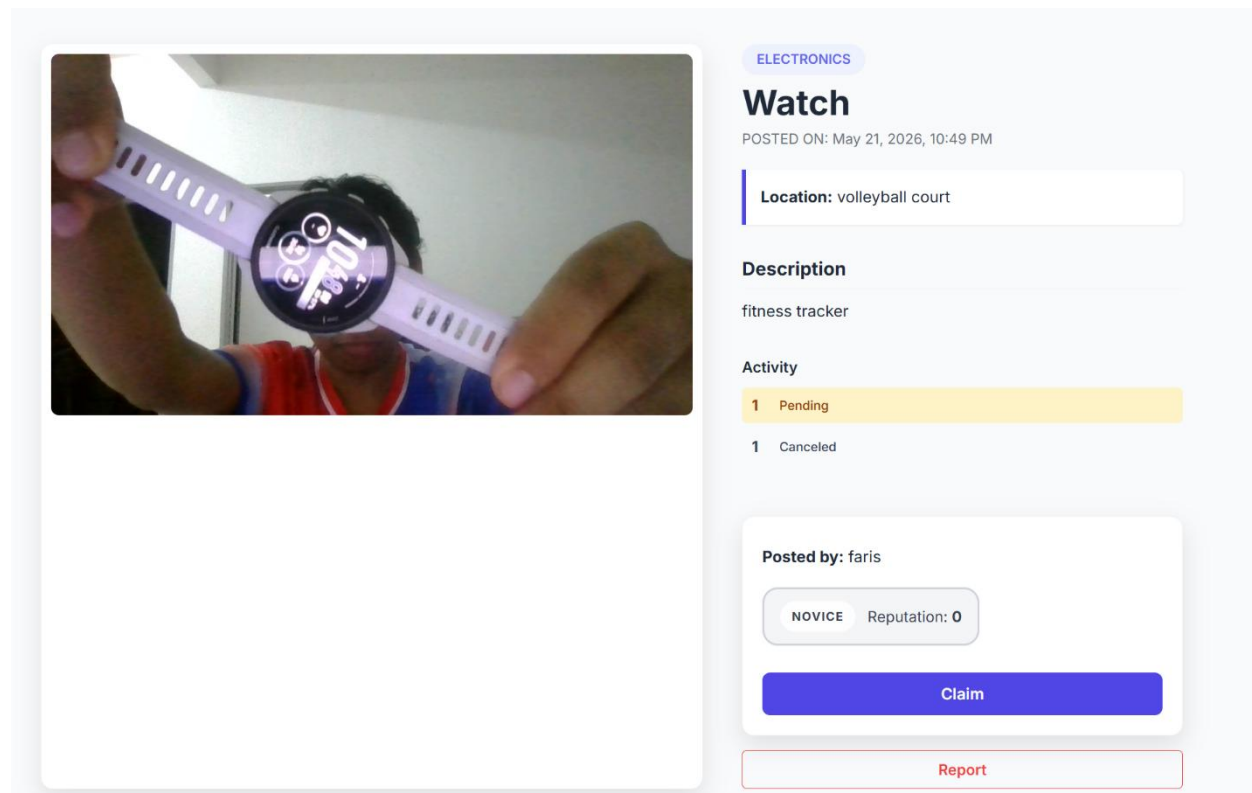 ELECTRONICS
Watch
POSTED ON: May 21, 2026, 10:49 PM
Location: volleyball court
Description
fitness tracker
Activity
1 Pending
1 Canceled
Posted by: faris
NOVICE Reputation: 0
Claim
Report